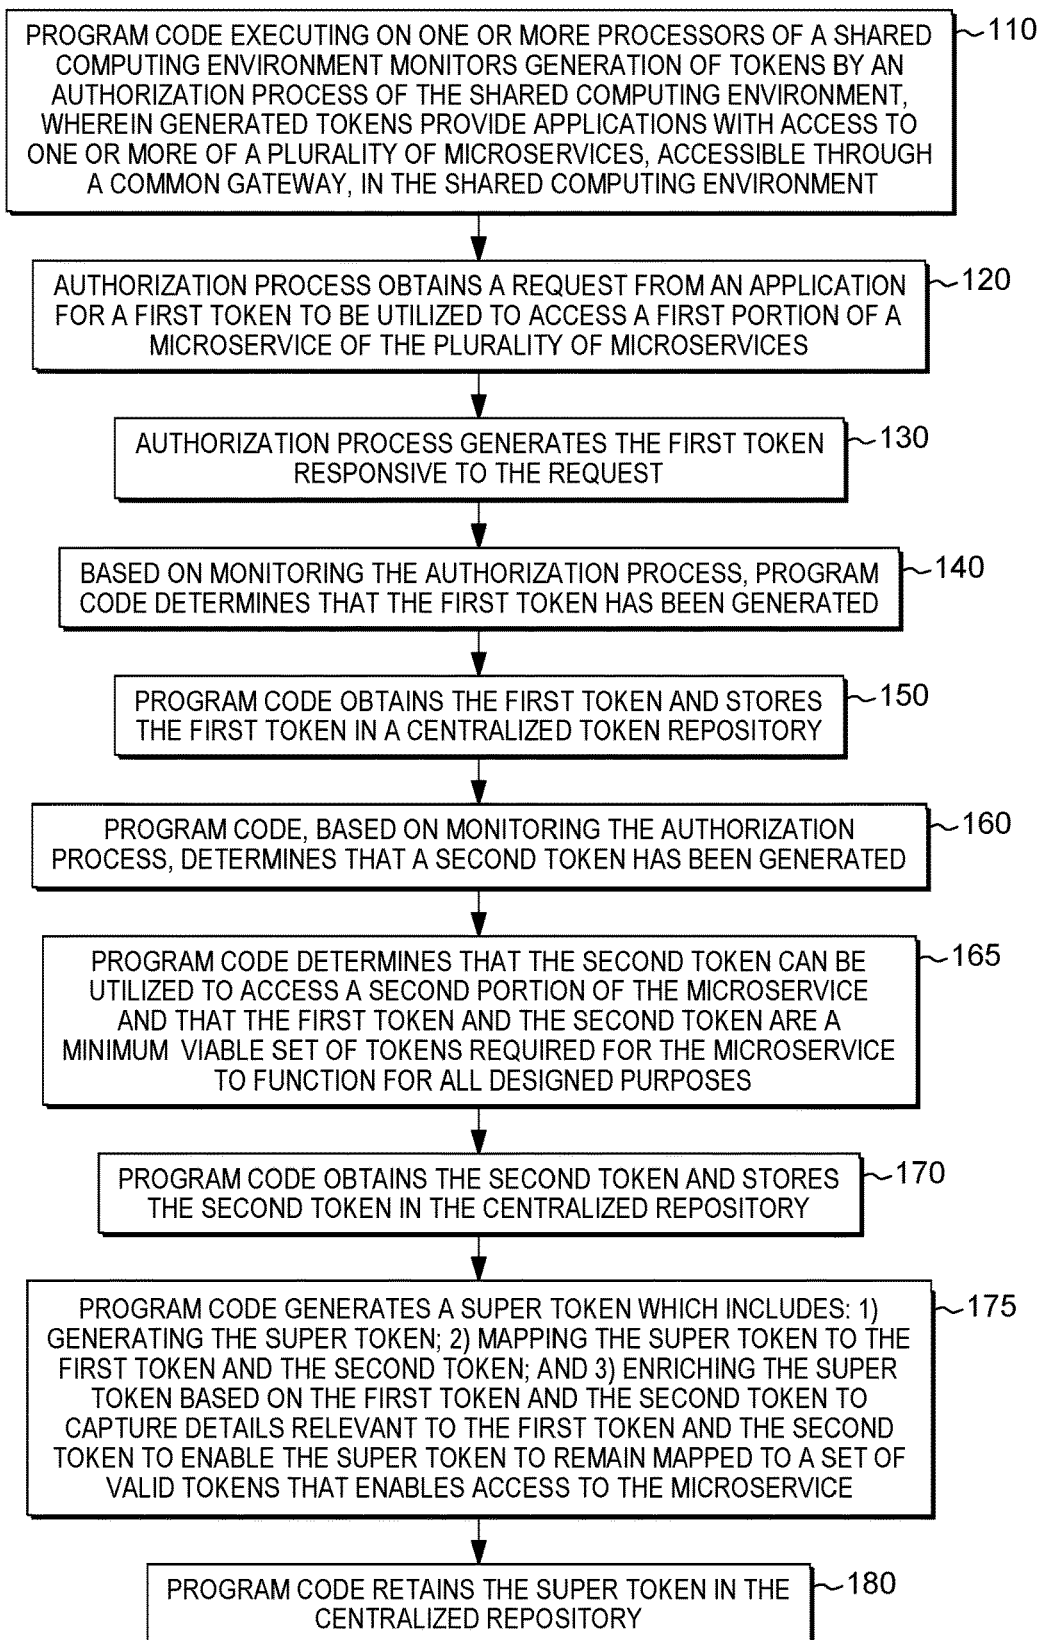 PROGRAM CODE EXECUTING ON ONE OR MORE PROCESSORS OF A SHARED
COMPUTING ENVIRONMENT MONITORS GENERATION OF TOKENS BY AN
AUTHORIZATION PROCESS OF THE SHARED COMPUTING ENVIRONMENT,
WHEREIN GENERATED TOKENS PROVIDE APPLICATIONS WITH ACCESS TO
ONE OR MORE OF A PLURALITY OF MICROSERVICES, ACCESSIBLE THROUGH
A COMMON GATEWAY, IN THE SHARED COMPUTING ENVIRONMENT
110
AUTHORIZATION PROCESS OBTAINS A REQUEST FROM AN APPLICATION
FOR A FIRST TOKEN TO BE UTILIZED TO ACCESS A FIRST PORTION OF A
MICROSERVICE OF THE PLURALITY OF MICROSERVICES
120
AUTHORIZATION PROCESS GENERATES THE FIRST TOKEN
RESPONSIVE TO THE REQUEST
130
BASED ON MONITORING THE AUTHORIZATION PROCESS, PROGRAM
CODE DETERMINES THAT THE FIRST TOKEN HAS BEEN GENERATED
140
PROGRAM CODE OBTAINS THE FIRST TOKEN AND STORES
THE FIRST TOKEN IN A CENTRALIZED TOKEN REPOSITORY
150
PROGRAM CODE, BASED ON MONITORING THE AUTHORIZATION
PROCESS, DETERMINES THAT A SECOND TOKEN HAS BEEN GENERATED
160
PROGRAM CODE DETERMINES THAT THE SECOND TOKEN CAN BE
UTILIZED TO ACCESS A SECOND PORTION OF THE MICROSERVICE
AND THAT THE FIRST TOKEN AND THE SECOND TOKEN ARE A
MINIMUM VIABLE SET OF TOKENS REQUIRED FOR THE MICROSERVICE
TO FUNCTION FOR ALL DESIGNED PURPOSES
165
PROGRAM CODE OBTAINS THE SECOND TOKEN AND STORES
THE SECOND TOKEN IN THE CENTRALIZED REPOSITORY
170
PROGRAM CODE GENERATES A SUPER TOKEN WHICH INCLUDES: 1)
GENERATING THE SUPER TOKEN; 2) MAPPING THE SUPER TOKEN TO THE
FIRST TOKEN AND THE SECOND TOKEN; AND 3) ENRICHING THE SUPER
TOKEN BASED ON THE FIRST TOKEN AND THE SECOND TOKEN TO
CAPTURE DETAILS RELEVANT TO THE FIRST TOKEN AND THE SECOND
TOKEN TO ENABLE THE SUPER TOKEN TO REMAIN MAPPED TO A SET OF
VALID TOKENS THAT ENABLES ACCESS TO THE MICROSERVICE
175
PROGRAM CODE RETAINS THE SUPER TOKEN IN THE
CENTRALIZED REPOSITORY
180